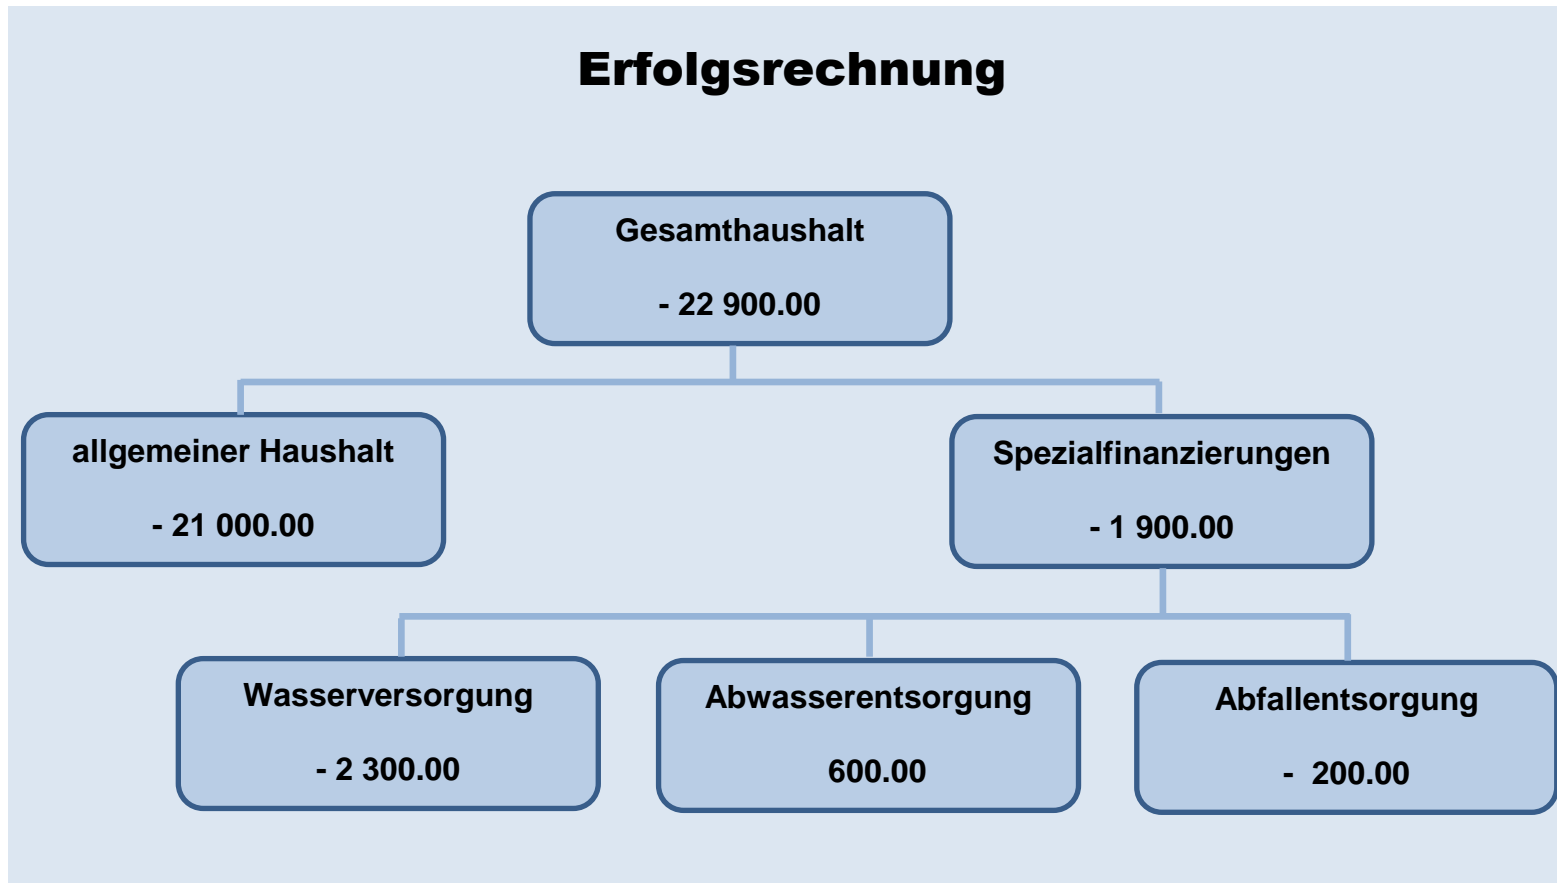 Erfolgsrechnung
Gesamthaushalt
- 22 900.00
allgemeiner Haushalt
- 21 000.00
Spezialfinanzierungen
- 1 900.00
Wasserversorgung
- 2 300.00
Abwasserentsorgung
600.00
Abfallentsorgung
-  200.00